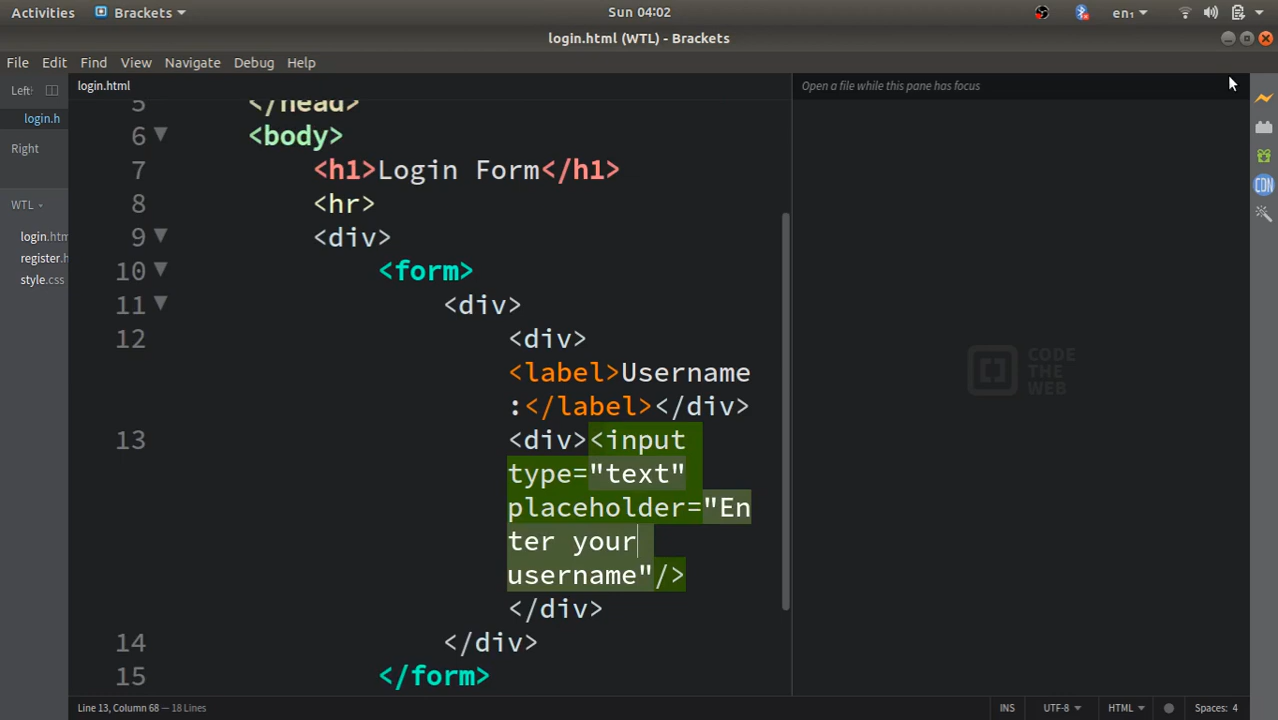 Activities Brackets Sun 04:02 en₁
login.html (WTL) - Brackets
File Edit Find View Navigate Debug Help
Left login.html Open a file while this pane has focus
login.h
Right
WTL
login.htm
register.h
style.css
5 </head>
6 <body>
7 <h1>Login Form</h1>
8 <hr>
9 <div>
10 <form>
11 <div>
12 <div>
<label>Username
:</label></div>
13 <div><input
type="text"
placeholder="En
ter your
username"/>
</div>
14 </div>
15 </form>
CODE
THE
WEB
CDN
Line 13, Column 68 — 18 Lines INS UTF-8 HTML Spaces: 4